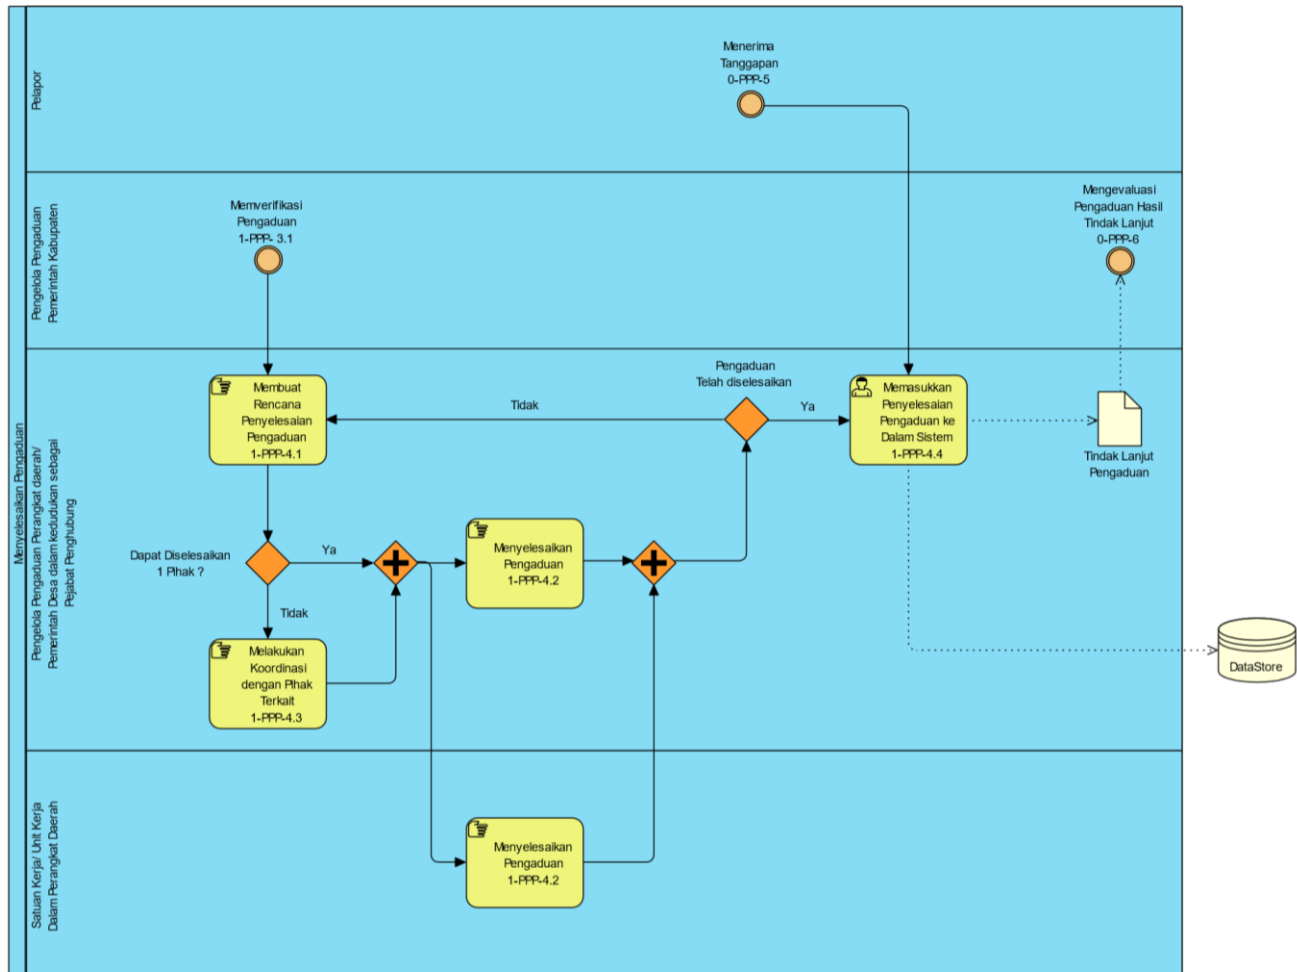 Menyelesaikan Pengaduan
Pelapor
Menerima
Tanggapan
0-PPP-5
Pengelola Pengaduan
Pemerintah Kabupaten
Memverifikasi
Pengaduan
1-PPP- 3.1
Mengevaluasi
Pengaduan Hasil
Tindak Lanjut
0-PPP-6
Pengelola Pengaduan Perangkat daerah/
Pemerintah Desa dalam kedudukan sebagai
Pejabat Penghubung
Membuat
Rencana
Penyelesaian
Pengaduan
1-PPP-4.1
Tidak
Pengaduan
Telah diselesaikan
Ya
Memasukkan
Penyelesaian
Pengaduan ke
Dalam Sistem
1-PPP-4.4
Tindak Lanjut
Pengaduan
Dapat Diselesaikan
1 Pihak ?
Ya
Tidak
Menyelesaikan
Pengaduan
1-PPP-4.2
Melakukan
Koordinasi
dengan Pihak
Terkait
1-PPP-4.3
DataStore
Satuan Kerja/ Unit Kerja
Dalam Perangkat Daerah
Menyelesaikan
Pengaduan
1-PPP-4.2